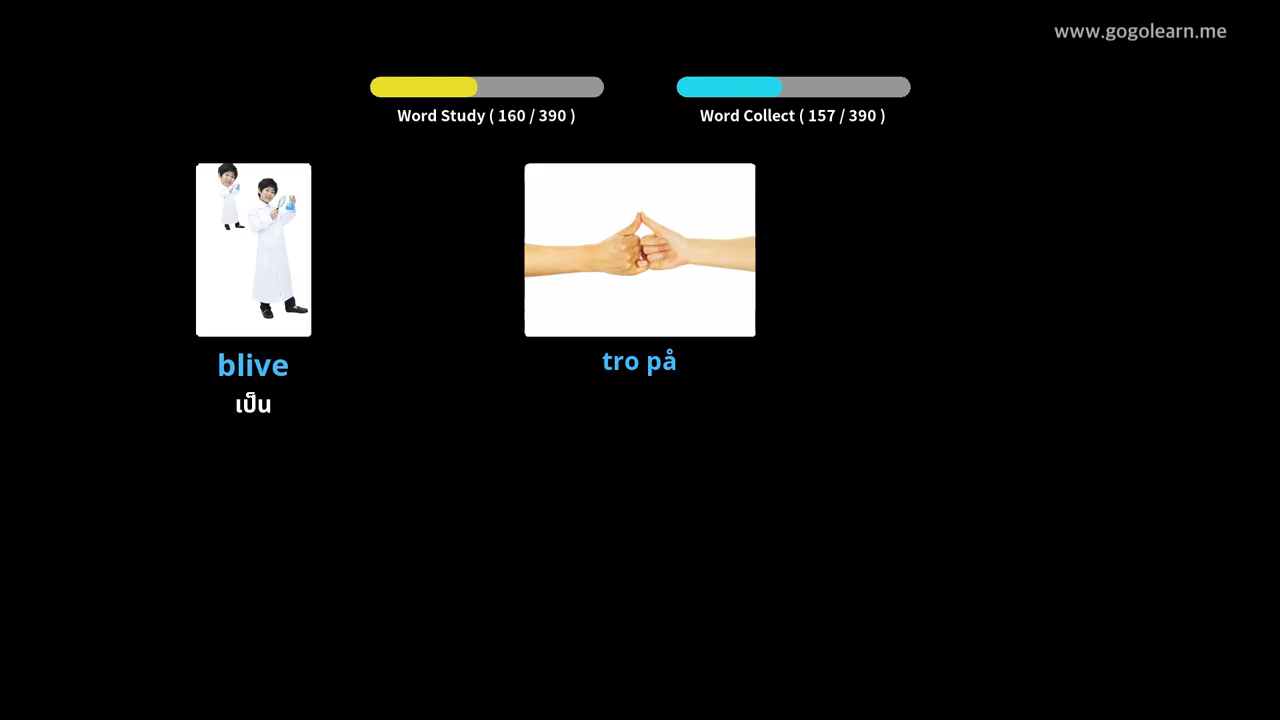 www.gogolearn.me
Word Study ( 160 / 390 )
Word Collect ( 157 / 390 )
blive
เป็น
tro på